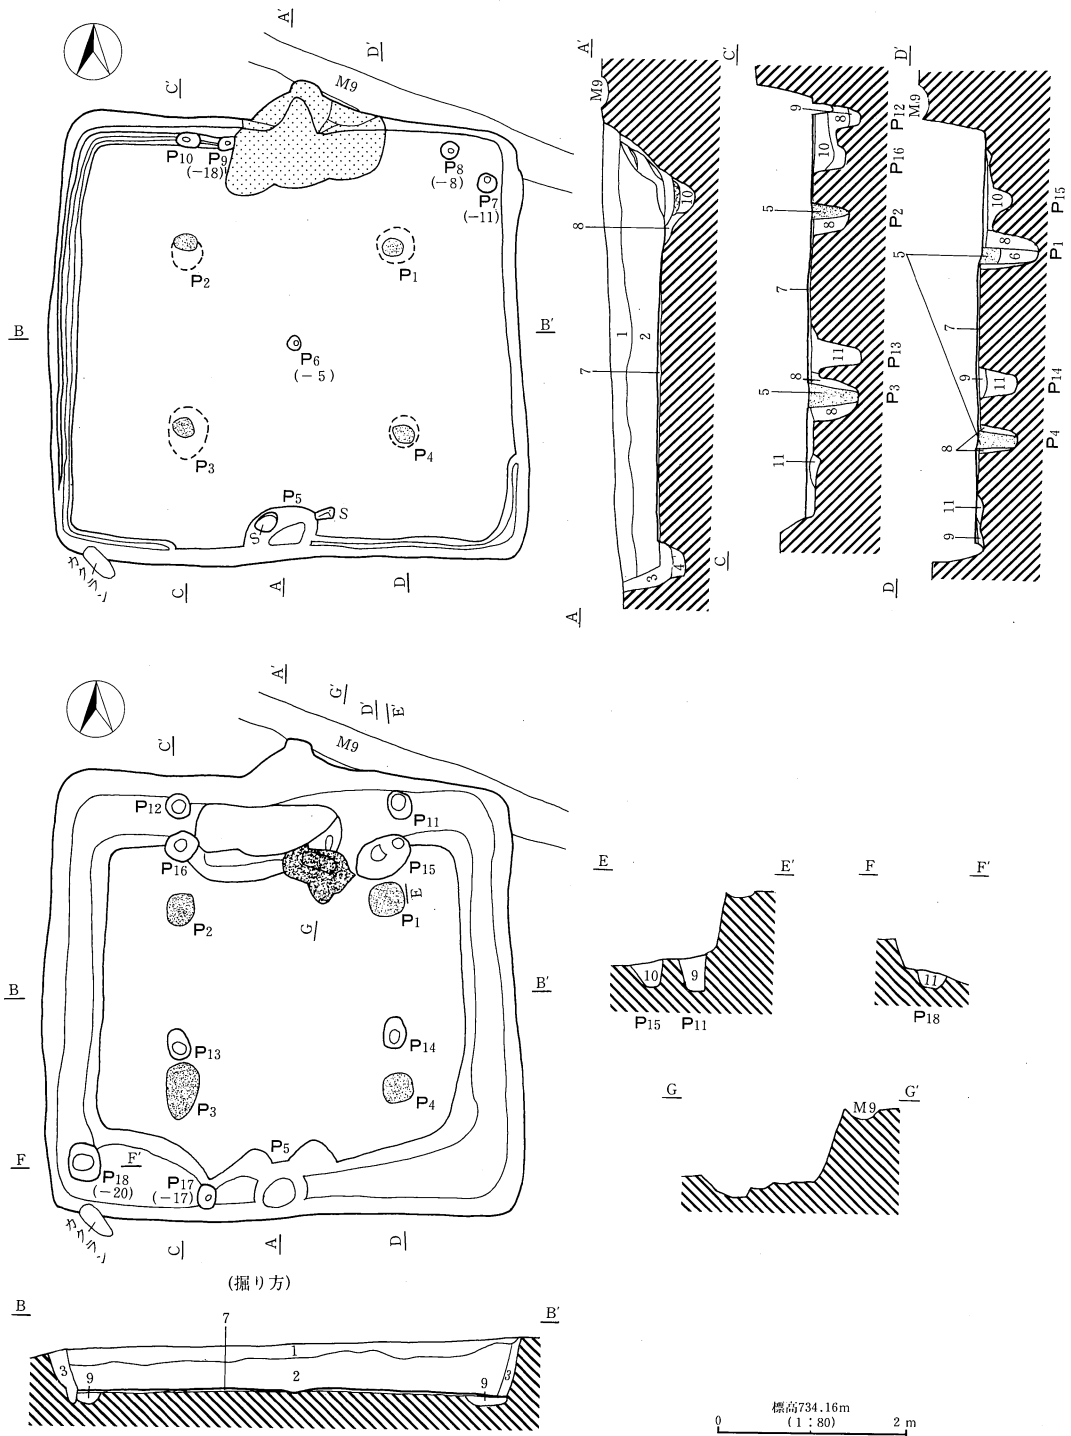 A′
D′
C′
M9
P10
P9
(−18)
P8
(−8)
P7
(−11)
P2
P1
B
B′
P6
(−5)
P3
P4
P5
S
S
カクラン
C
A
D
A′
M9
10
8
1
2
7
3
4
A
C′
9
8
P12
10
P16
5
8
P2
7
11
P13
8
5
8
P3
11
C
D′
M9
10
P15
8
5
6
P1
7
9
11
P14
8
P4
11
9
D
A′
G′
D′
E′
C′
M9
P12
P11
P16
P15
E
P2
P1
G
B
B′
P13
P14
P3
P4
P5
F
F′
P18
(−20)
P17
(−17)
カクラン
C
A
D
(掘り方)
E
E′
10
9
P15
P11
F
F′
11
P18
G
G′
M9
B
B′
7
1
2
3
9
9
3
標高734.16m
(1:80)
0
2m